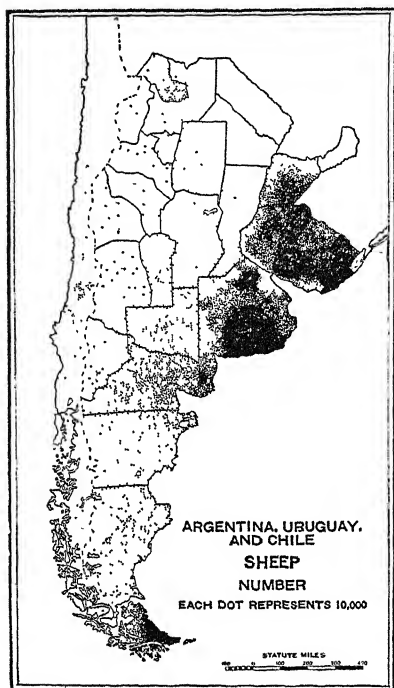 ARGENTINA, URUGUAY,
AND CHILE
SHEEP
NUMBER
EACH DOT REPRESENTS 10,000
STATUTE MILES